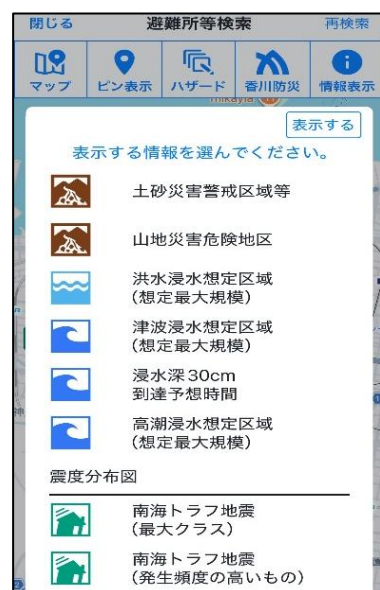 閉じる 避難所等検索 再検索
マップ ピン表示 ハザード 香川防災 情報表示
mikayla
表示する
表示する情報を選んでください。
土砂災害警戒区域等
山地災害危険地区
洪水浸水想定区域
(想定最大規模)
津波浸水想定区域
(想定最大規模)
浸水深30cm
到達予想時間
高潮浸水想定区域
(想定最大規模)
震度分布図
南海トラフ地震
(最大クラス)
南海トラフ地震
(発生頻度の高いもの)